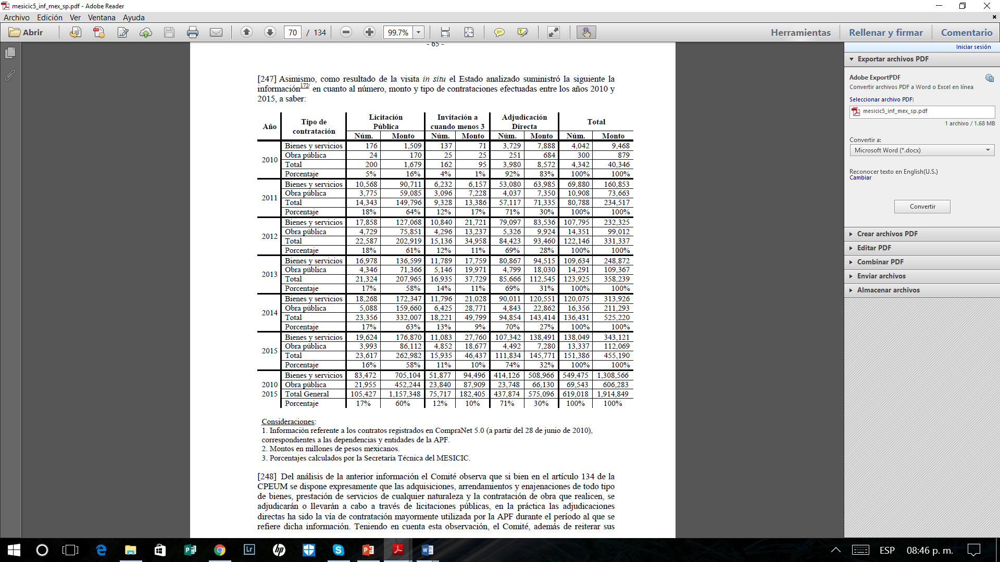 mesicic5_inf_mex_sp.pdf - Adobe Reader
Archivo Edición Ver Ventana Ayuda
Abrir 70 / 134 99.7% Herramientas Rellenar y firmar Comentario
- 65 -
[247] Asimismo, como resultado de la visita in situ el Estado analizado suministró la siguiente la
información172/ en cuanto al número, monto y tipo de contrataciones efectuadas entre los años 2010 y
2015, a saber:
Año Tipo de contratación Licitación Pública Invitación a cuando menos 3 Adjudicación Directa Total
Núm. Monto Núm. Monto Núm. Monto Núm. Monto
2010
Bienes y servicios 176 1,509 137 71 3,729 7,888 4,042 9,468
Obra pública 24 170 25 25 251 684 300 879
Total 200 1,679 162 95 3,980 8,572 4,342 40,346
Porcentaje 5% 16% 4% 1% 92% 83% 100% 100%
2011
Bienes y servicios 10,568 90,711 6,232 6,157 53,080 63,985 69,880 160,853
Obra pública 3,775 59,085 3,096 7,228 4,037 7,350 10,908 73,663
Total 14,343 149,796 9,328 13,386 57,117 71,335 80,788 234,517
Porcentaje 18% 64% 12% 17% 71% 30% 100% 100%
2012
Bienes y servicios 17,858 127,068 10,840 21,721 79,097 83,536 107,795 232,325
Obra pública 4,729 75,851 4,296 13,237 5,326 9,924 14,351 99,012
Total 22,587 202,919 15,136 34,958 84,423 93,460 122,146 331,337
Porcentaje 18% 61% 12% 11% 69% 28% 100% 100%
2013
Bienes y servicios 16,978 136,599 11,789 17,759 80,867 94,515 109,634 248,872
Obra pública 4,346 71,366 5,146 19,971 4,799 18,030 14,291 109,367
Total 21,324 207,965 16,935 37,729 85,666 112,545 123,925 358,239
Porcentaje 17% 58% 14% 11% 69% 31% 100% 100%
2014
Bienes y servicios 18,268 172,347 11,796 21,028 90,011 120,551 120,075 313,926
Obra pública 5,088 159,660 6,425 28,771 4,843 22,862 16,356 211,293
Total 23,356 332,007 18,221 49,799 94,854 143,414 136,431 525,220
Porcentaje 17% 63% 13% 9% 70% 27% 100% 100%
2015
Bienes y servicios 19,624 176,870 11,083 27,760 107,342 138,491 138,049 343,121
Obra pública 3,993 86,112 4,852 18,677 4,492 7,280 13,337 112,069
Total 23,617 262,982 15,935 46,437 111,834 145,771 151,386 455,190
Porcentaje 16% 58% 11% 10% 74% 32% 100% 100%
2010 2015
Bienes y servicios 83,472 705,104 51,877 94,496 414,126 508,966 549,475 1,308,566
Obra pública 21,955 452,244 23,840 87,909 23,748 66,130 69,543 606,283
Total General 105,427 1,157,348 75,717 182,405 437,874 575,096 619,018 1,914,849
Porcentaje 17% 60% 12% 10% 71% 30% 100% 100%
Consideraciones:
1. Información referente a los contratos registrados en CompraNet 5.0 (a partir del 28 de junio de 2010),
correspondientes a las dependencias y entidades de la APF.
2. Montos en millones de pesos mexicanos.
3. Porcentajes calculados por la Secretaría Técnica del MESICIC.
[248] Del análisis de la anterior información el Comité observa que si bien en el artículo 134 de la
CPEUM se dispone expresamente que las adquisiciones, arrendamientos y enajenaciones de todo tipo
de bienes, prestación de servicios de cualquier naturaleza y la contratación de obra que realicen, se
adjudicarán o llevarán a cabo a través de licitaciones públicas, en la práctica las adjudicaciones
directas ha sido la vía de contratación mayormente utilizada por la APF durante el período al que se
refiere dicha información. Teniendo en cuenta esta observación, el Comité, además de reiterar sus
Iniciar sesión
Exportar archivos PDF
Adobe ExportPDF
Convertir archivos PDF a Word o Excel en línea
Seleccionar archivo PDF:
mesicic5_inf_mex_sp.pdf
1 archivo / 1.68 MB
Convertir a:
Microsoft Word (*.docx)
Reconocer texto en English(U.S.)
Cambiar
Convertir
Crear archivos PDF
Editar PDF
Combinar PDF
Enviar archivos
Almacenar archivos
Lr hp ESP 08:46 p. m.